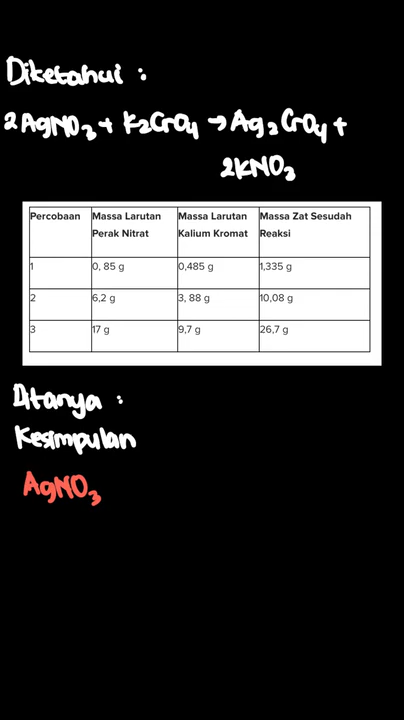 Diketahui :
2AgNO3 + K2CrO4 → Ag2CrO4 +
2KNO3
Percobaan Massa Larutan Perak Nitrat Massa Larutan Kalium Kromat Massa Zat Sesudah Reaksi
1 0, 85 g 0,485 g 1,335 g
2 6,2 g 3, 88 g 10,08 g
3 17 g 9,7 g 26,7 g
Ditanya :
Kesimpulan
AgNO3